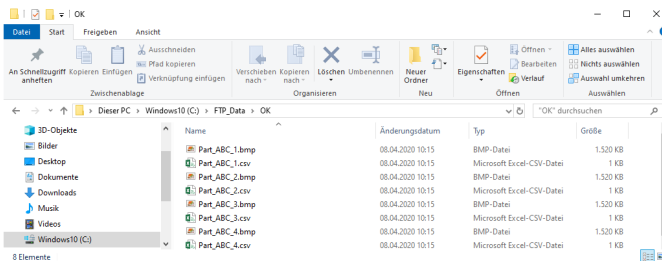 OK
Datei Start Freigeben Ansicht
An Schnellzugriff anheften
Kopieren
Einfügen
Ausschneiden
Pfad kopieren
Verknüpfung einfügen
Zwischenablage
Verschieben nach
Kopieren nach
Löschen
Umbenennen
Organisieren
Neuer Ordner
Neu
Eigenschaften
Öffnen
Bearbeiten
Verlauf
Öffnen
Alles auswählen
Nichts auswählen
Auswahl umkehren
Auswählen
Dieser PC > Windows10 (C:) > FTP_Data > OK
"OK" durchsuchen
3D-Objekte
Bilder
Desktop
Dokumente
Downloads
Musik
Videos
Windows10 (C:)
Name Änderungsdatum Typ Größe
Part_ABC_1.bmp 08.04.2020 10:15 BMP-Datei 1.520 KB
Part_ABC_1.csv 08.04.2020 10:15 Microsoft Excel-CSV-Datei 1 KB
Part_ABC_2.bmp 08.04.2020 10:15 BMP-Datei 1.520 KB
Part_ABC_2.csv 08.04.2020 10:15 Microsoft Excel-CSV-Datei 1 KB
Part_ABC_3.bmp 08.04.2020 10:15 BMP-Datei 1.520 KB
Part_ABC_3.csv 08.04.2020 10:15 Microsoft Excel-CSV-Datei 1 KB
Part_ABC_4.bmp 08.04.2020 10:15 BMP-Datei 1.520 KB
Part_ABC_4.csv 08.04.2020 10:15 Microsoft Excel-CSV-Datei 1 KB
8 Elemente